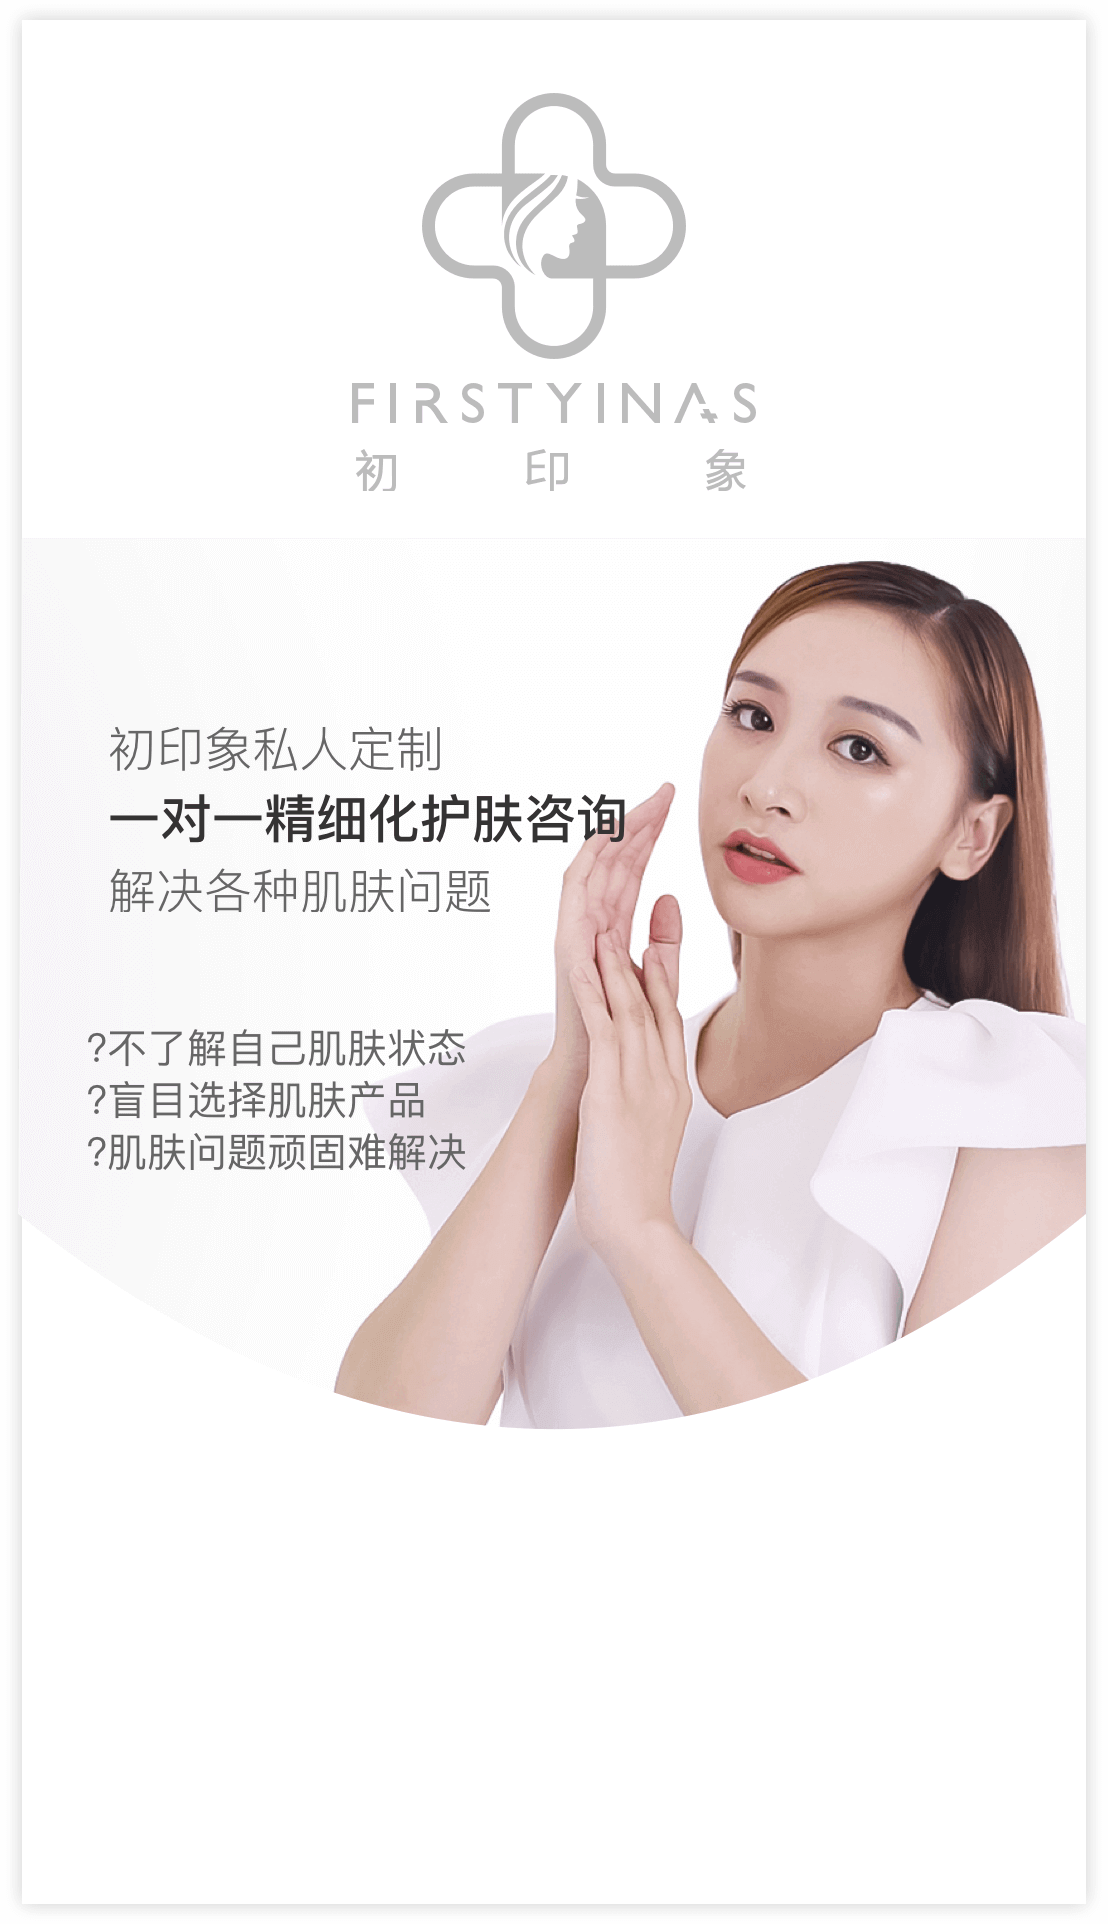 FIRSTYINAS
初印象
初印象私人定制
一对一精细化护肤咨询
解决各种肌肤问题
?不了解自己肌肤状态
?盲目选择肌肤产品
?肌肤问题顽固难解决